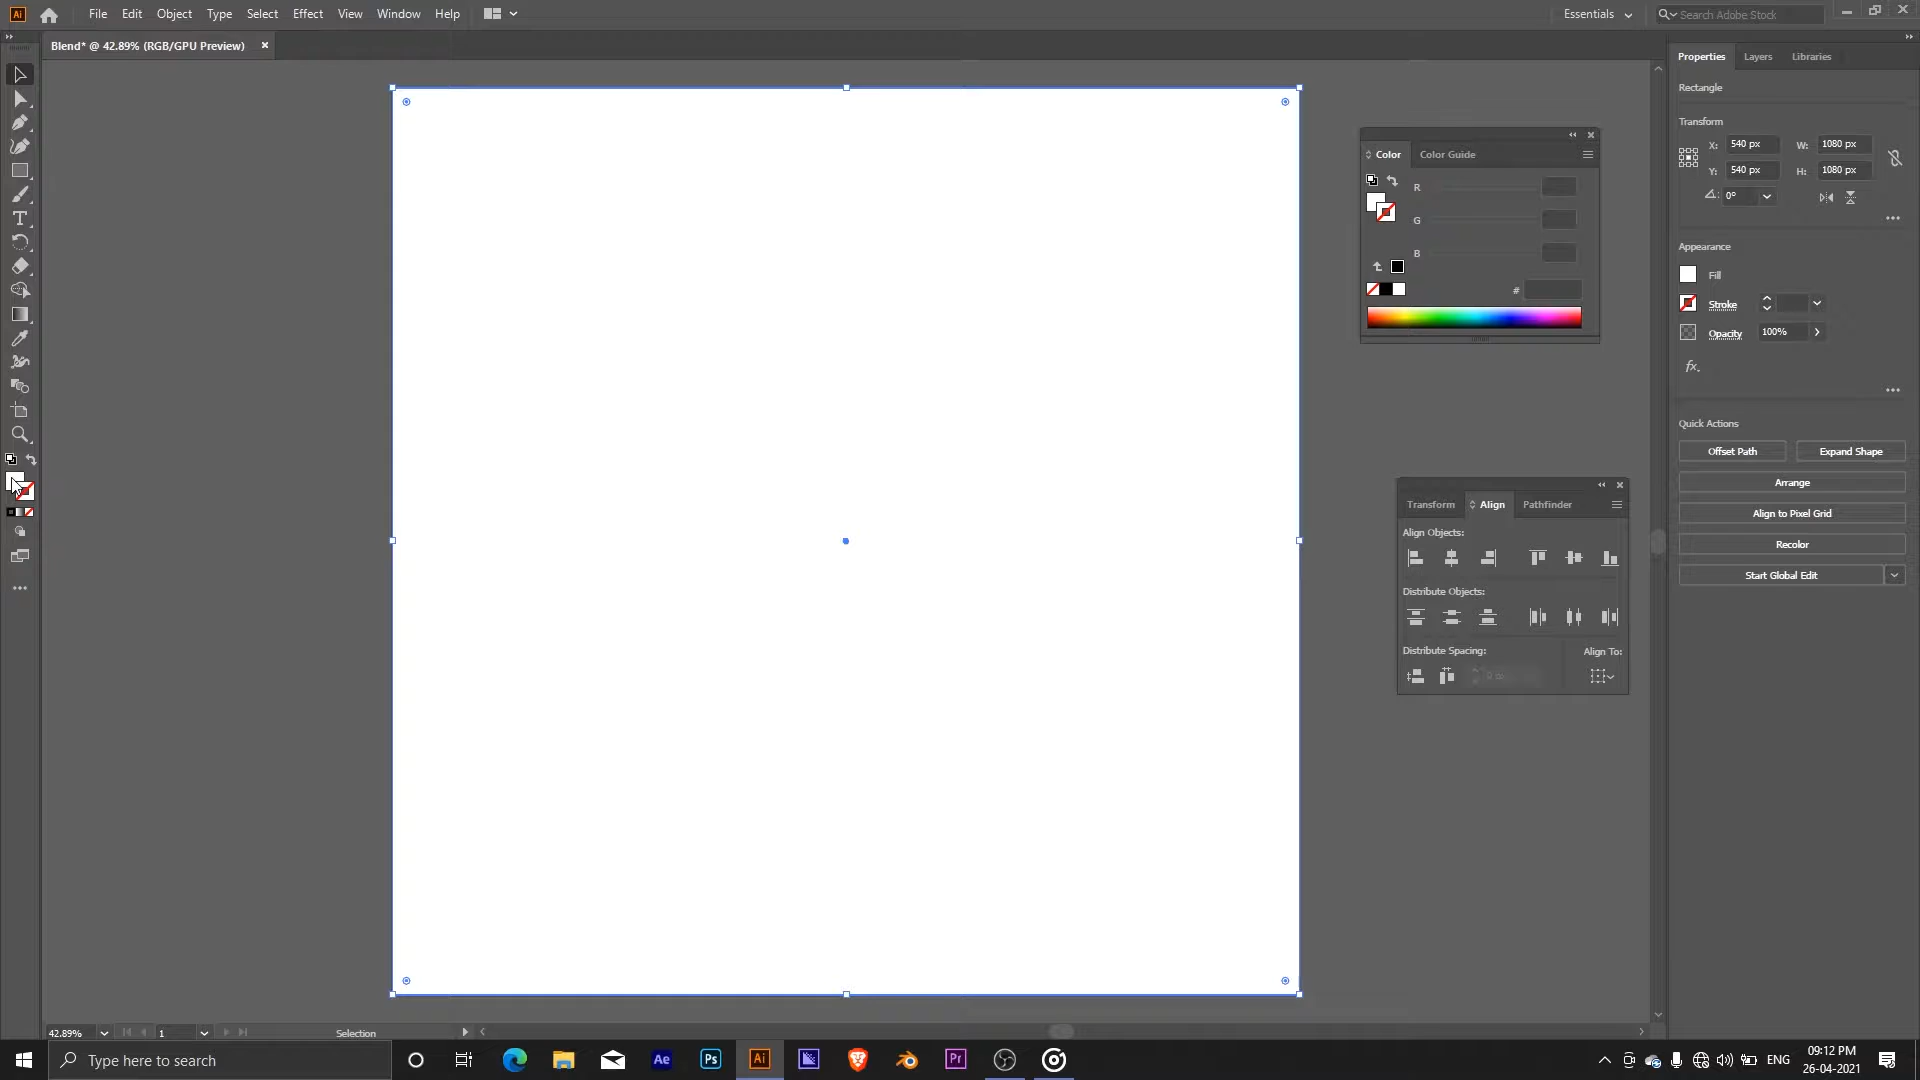 Ai File Edit Object Type Select Effect View Window Help Essentials Search Adobe Stock
Blend* @ 42.89% (RGB/GPU Preview)
Properties Layers Libraries
Rectangle
Transform
X: 540 px W: 1080 px
Y: 540 px H: 1080 px
0°
Appearance
Fill
Stroke
Opacity 100%
fx.
Quick Actions
Offset Path Expand Shape
Arrange
Align to Pixel Grid
Recolor
Start Global Edit
Color Color Guide
R
G
B
#
Transform Align Pathfinder
Align Objects:
Distribute Objects:
Distribute Spacing: Align To:
42.89% 1 Selection
Type here to search
Ae Ps Ai Pr
ENG 09:12 PM
26-04-2021